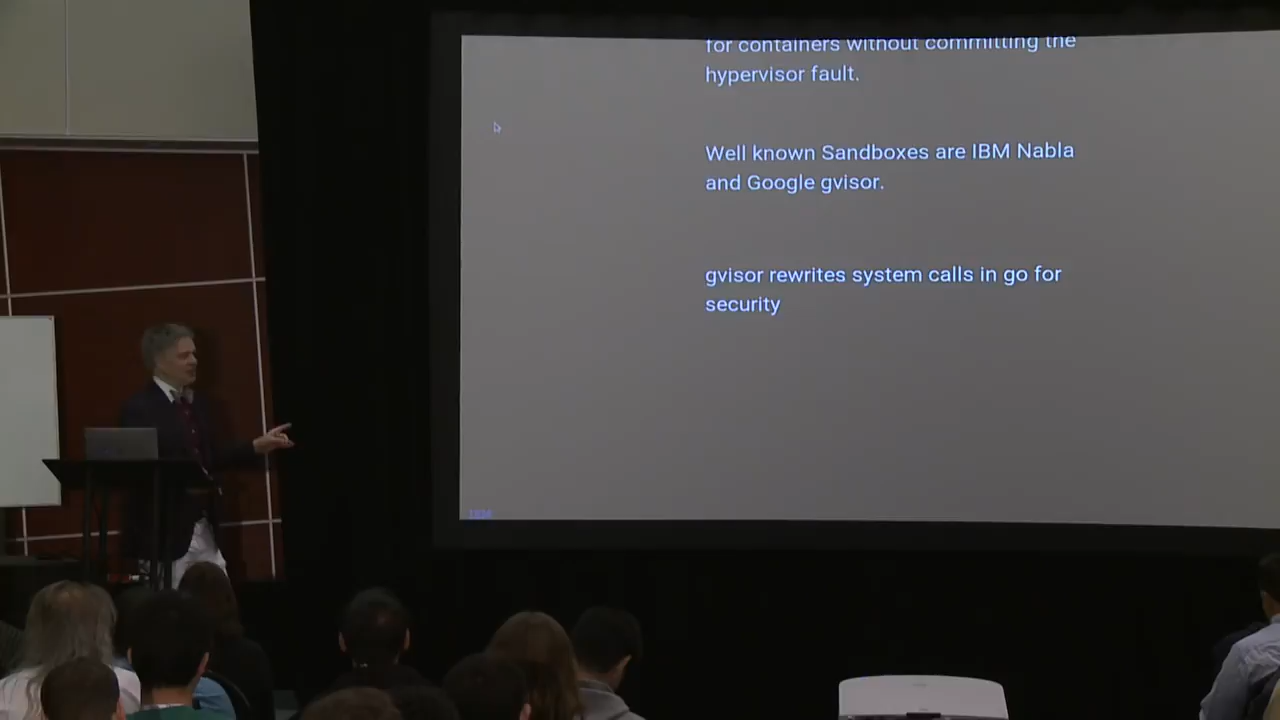 for containers without committing the
hypervisor fault.
Well known Sandboxes are IBM Nabla
and Google gvisor.
gvisor rewrites system calls in go for
security